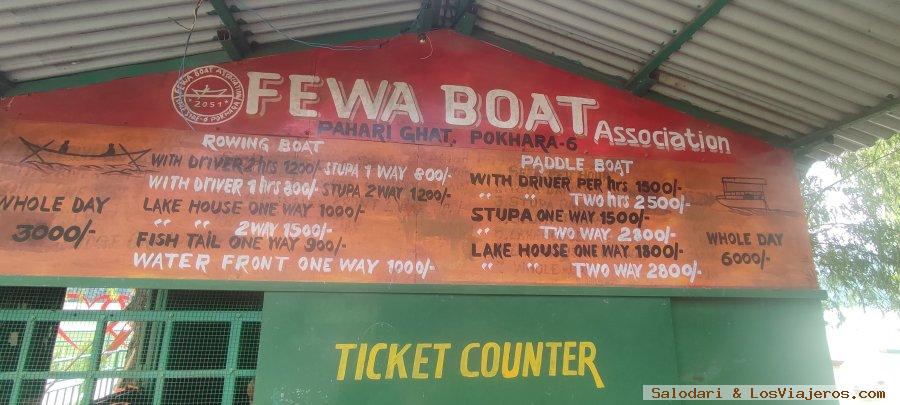 FEWA BOAT Association
2051
PAHARI GHAT, POKHARA-6
ROWING BOAT
WITH DRIVER 2 hrs 1200/- STUPA 1 WAY 800/-
WITH DRIVER 1 hrs 800/- STUPA 2 WAY 1200/-
LAKE HOUSE ONE WAY 1000/-
" " 2WAY 1500/-
FISH TAIL ONE WAY 900/-
WATER FRONT ONE WAY 1000/-
WHOLE DAY
3000/-
PADDLE BOAT
WITH DRIVER PER hrs 1500/-
" " TWO hrs 2500/-
STUPA ONE WAY 1500/-
" " TWO WAY 2800/-
LAKE HOUSE ONE WAY 1800/-
" " TWO WAY 2800/-
WHOLE DAY
6000/-
TICKET COUNTER
Salodari & LosViajeros.com